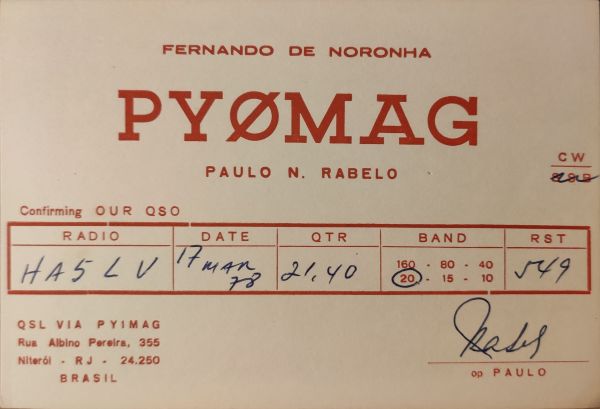 FERNANDO DE NORONHA
PYØMAG
PAULO N. RABELO
CW
SSB
Confirming OUR QSO
RADIO DATE QTR BAND RST
HA5LV 17 MAR 78 21,40 160 - 80 - 40 549
20 - 15 - 10
QSL VIA PY1MAG
Rua Albino Pereira, 355
Niterói - RJ - 24.250
BRASIL
op PAULO